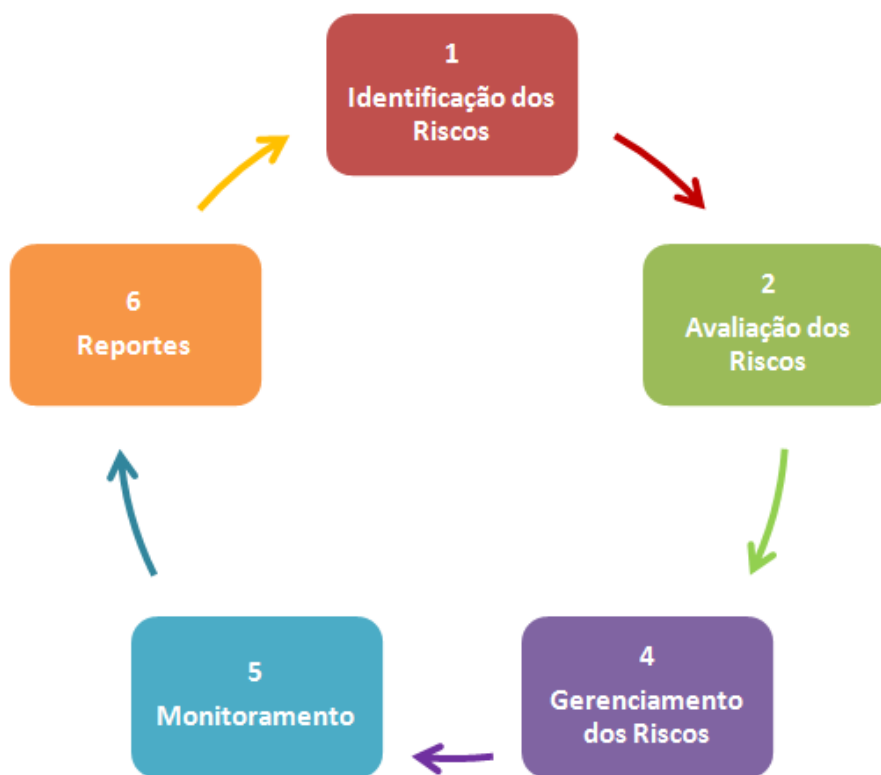 1
Identificação dos
Riscos
2
Avaliação dos
Riscos
4
Gerenciamento
dos Riscos
5
Monitoramento
6
Reportes